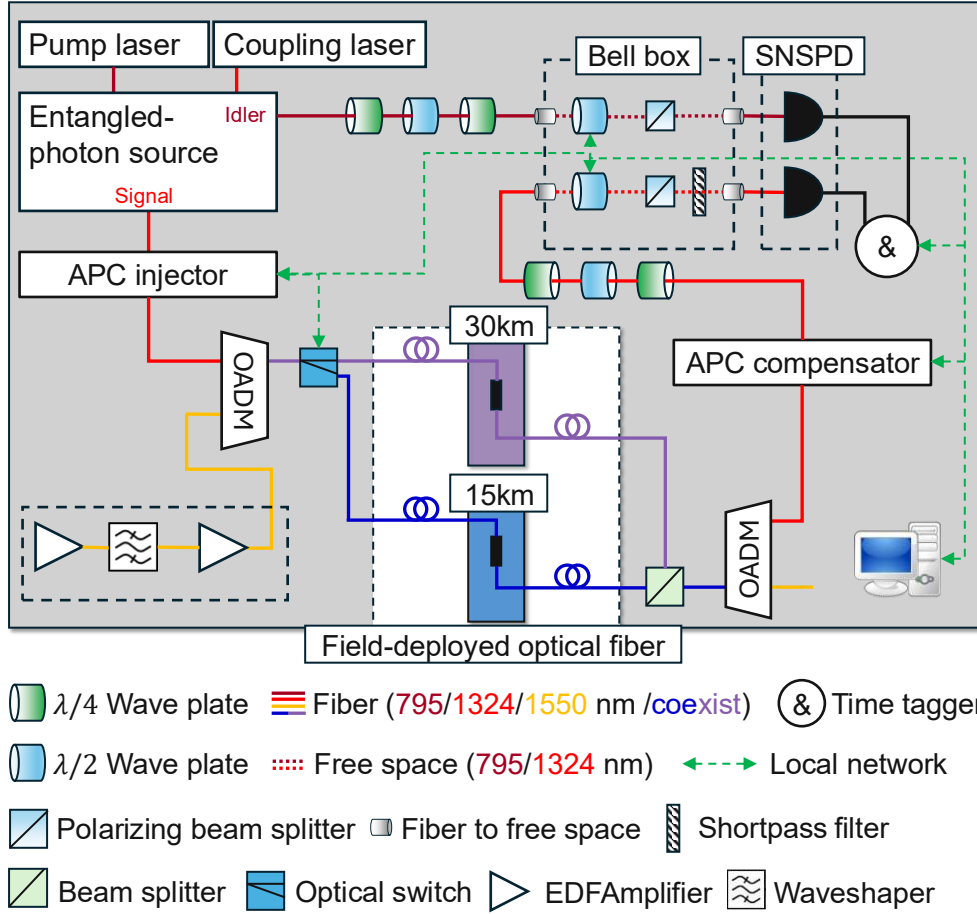 Pump laser
Coupling laser
Bell box
SNSPD
Entangled-
photon source
Idler
Signal
APC injector
&
30km
OADM
APC compensator
15km
OADM
Field-deployed optical fiber
λ/4 Wave plate
Fiber (795/1324/1550 nm /coexist)
& Time tagger
λ/2 Wave plate
Free space (795/1324 nm)
Local network
Polarizing beam splitter
Fiber to free space
Shortpass filter
Beam splitter
Optical switch
EDFAmplifier
Waveshaper